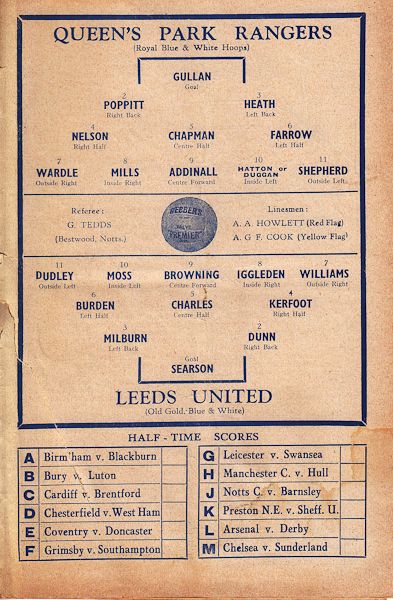 QUEEN'S PARK RANGERS
(Royal Blue & White Hoops)
GULLAN
Goal
2 3
POPPITT HEATH
Right Back Left Back
4 5 6
NELSON CHAPMAN FARROW
Right Half Centre Half Left Half
7 8 9 10 11
WARDLE MILLS ADDINALL HATTON or DUGGAN SHEPHERD
Outside Right Inside Right Centre Forward Inside Left Outside Left
Referee :
G. TEDDS
(Bestwood, Notts.)
"PREMIER"
Linesmen :
A. A. HOWLETT (Red Flag)
A. G. F. COOK (Yellow Flag)
11 10 9 8 7
DUDLEY MOSS BROWNING IGGLEDEN WILLIAMS
Outside Left Inside Left Centre Forward Inside Right Outside Right
6 5 4
BURDEN CHARLES KERFOOT
Left Half Centre Half Right Half
3 2
MILBURN DUNN
Left Back Right Back
Goal
SEARSON
LEEDS UNITED
(Old Gold, Blue & White)
HALF-TIME SCORES
A Birm'ham v. Blackburn
B Bury v. Luton
C Cardiff v. Brentford
D Chesterfield v. West Ham
E Coventry v. Doncaster
F Grimsby v. Southampton
G Leicester v. Swansea
H Manchester C. v. Hull
J Notts C. v. Barnsley
K Preston N.E. v. Sheff. U.
L Arsenal v. Derby
M Chelsea v. Sunderland